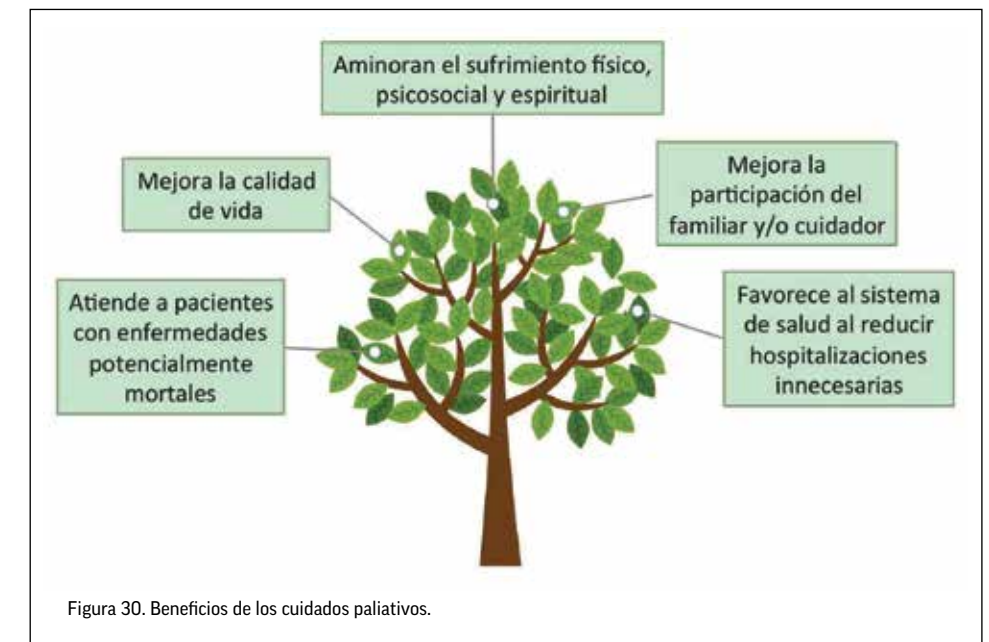 Aminoran el sufrimiento físico,
psicosocial y espiritual
Mejora la calidad
de vida
Mejora la
participación del
familiar y/o cuidador
Atiende a pacientes
con enfermedades
potencialmente
mortales
Favorece al sistema
de salud al reducir
hospitalizaciones
innecesarias
Figura 30. Beneficios de los cuidados paliativos.